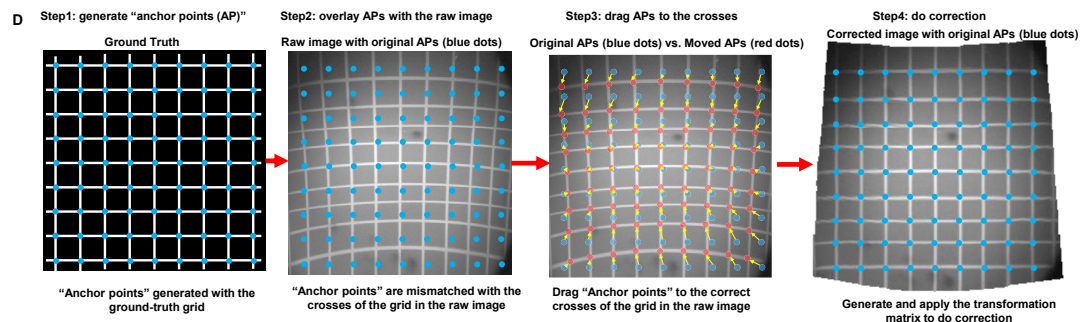 D
Step1: generate “anchor points (AP)”
Step2: overlay APs with the raw image
Step3: drag APs to the crosses
Step4: do correction
Ground Truth
Raw image with original APs (blue dots)
Original APs (blue dots) vs. Moved APs (red dots)
Corrected image with original APs (blue dots)
“Anchor points” generated with the
ground-truth grid
“Anchor points” are mismatched with the
crosses of the grid in the raw image
Drag “Anchor points” to the correct
crosses of the grid in the raw image
Generate and apply the transformation
matrix to do correction